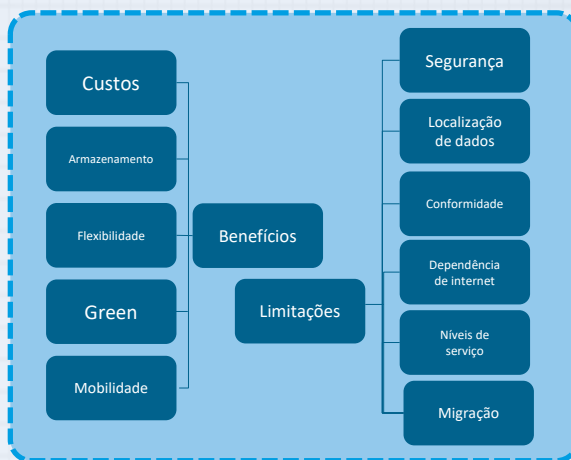 Custos
Armazenamento
Flexibilidade
Green
Mobilidade
Benefícios
Limitações
Segurança
Localização
de dados
Conformidade
Dependência
de internet
Níveis de
serviço
Migração